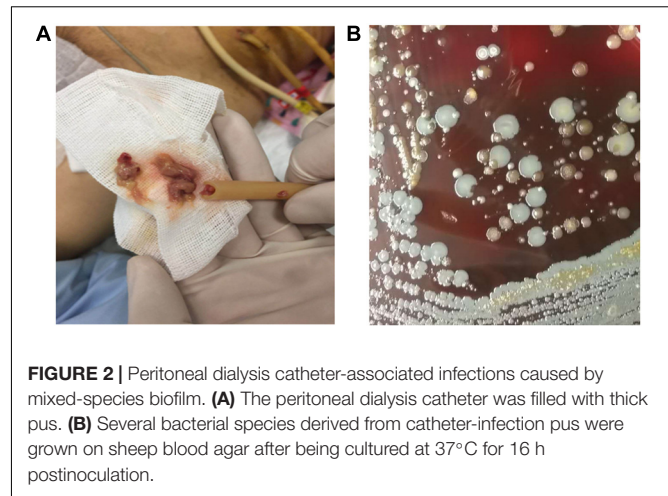 A
B
FIGURE 2 | Peritoneal dialysis catheter-associated infections caused by
mixed-species biofilm. (A) The peritoneal dialysis catheter was filled with thick
pus. (B) Several bacterial species derived from catheter-infection pus were
grown on sheep blood agar after being cultured at 37°C for 16 h
postinoculation.